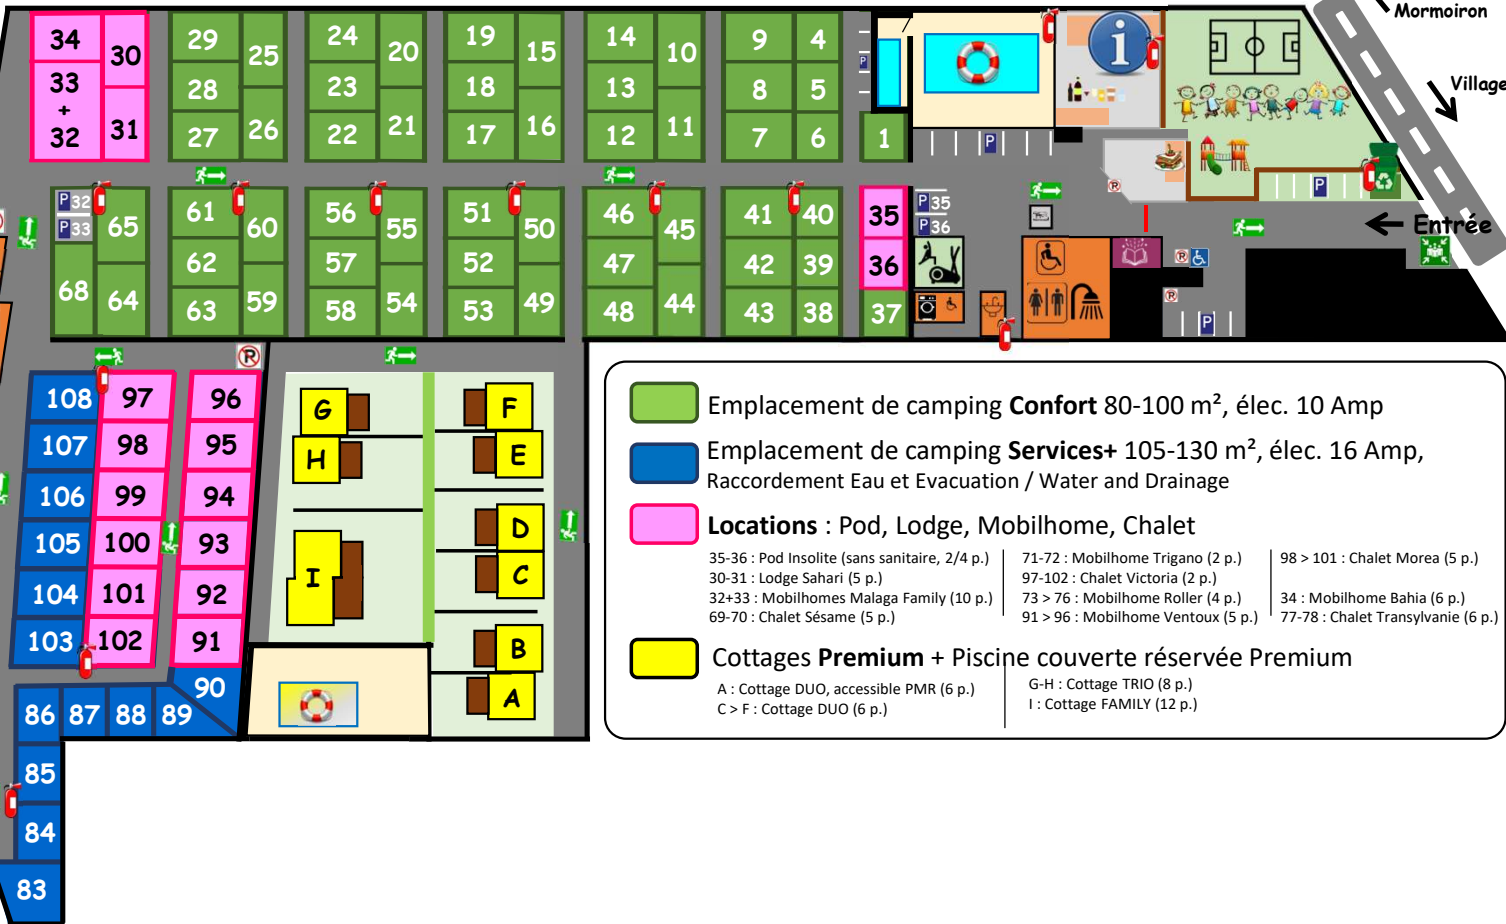 Mormoiron
Village
34 30 29 25 24 20 19 15 14 10 9 4
33 28 23 18 13 8 5
+
32 31 27 26 22 21 17 16 12 11 7 6 1
P
P
P
P 32
P 33
65 61 60 56 55 51 50 46 45 41 40 35
P 35
P 36
Entrée
68 64 62 59 57 54 52 49 47 44 42 39 36
63 58 53 48 43 38 37
P
108 97 96
107 98 95
106 99 94
105 100 93
104 101 92
103 102 91
90
86 87 88 89
85
84
83
G F
H E
D
I C
B
A
Emplacement de camping Confort 80-100 m², élec. 10 Amp
Emplacement de camping Services+ 105-130 m², élec. 16 Amp,
Raccordement Eau et Evacuation / Water and Drainage
Locations : Pod, Lodge, Mobilhome, Chalet
35-36 : Pod Insolite (sans sanitaire, 2/4 p.)
30-31 : Lodge Sahari (5 p.)
32+33 : Mobilhomes Malaga Family (10 p.)
69-70 : Chalet Sésame (5 p.)
71-72 : Mobilhome Trigano (2 p.)
97-102 : Chalet Victoria (2 p.)
73 > 76 : Mobilhome Roller (4 p.)
91 > 96 : Mobilhome Ventoux (5 p.)
98 > 101 : Chalet Morea (5 p.)
34 : Mobilhome Bahia (6 p.)
77-78 : Chalet Transylvanie (6 p.)
Cottages Premium + Piscine couverte réservée Premium
A : Cottage DUO, accessible PMR (6 p.)
C > F : Cottage DUO (6 p.)
G-H : Cottage TRIO (8 p.)
I : Cottage FAMILY (12 p.)